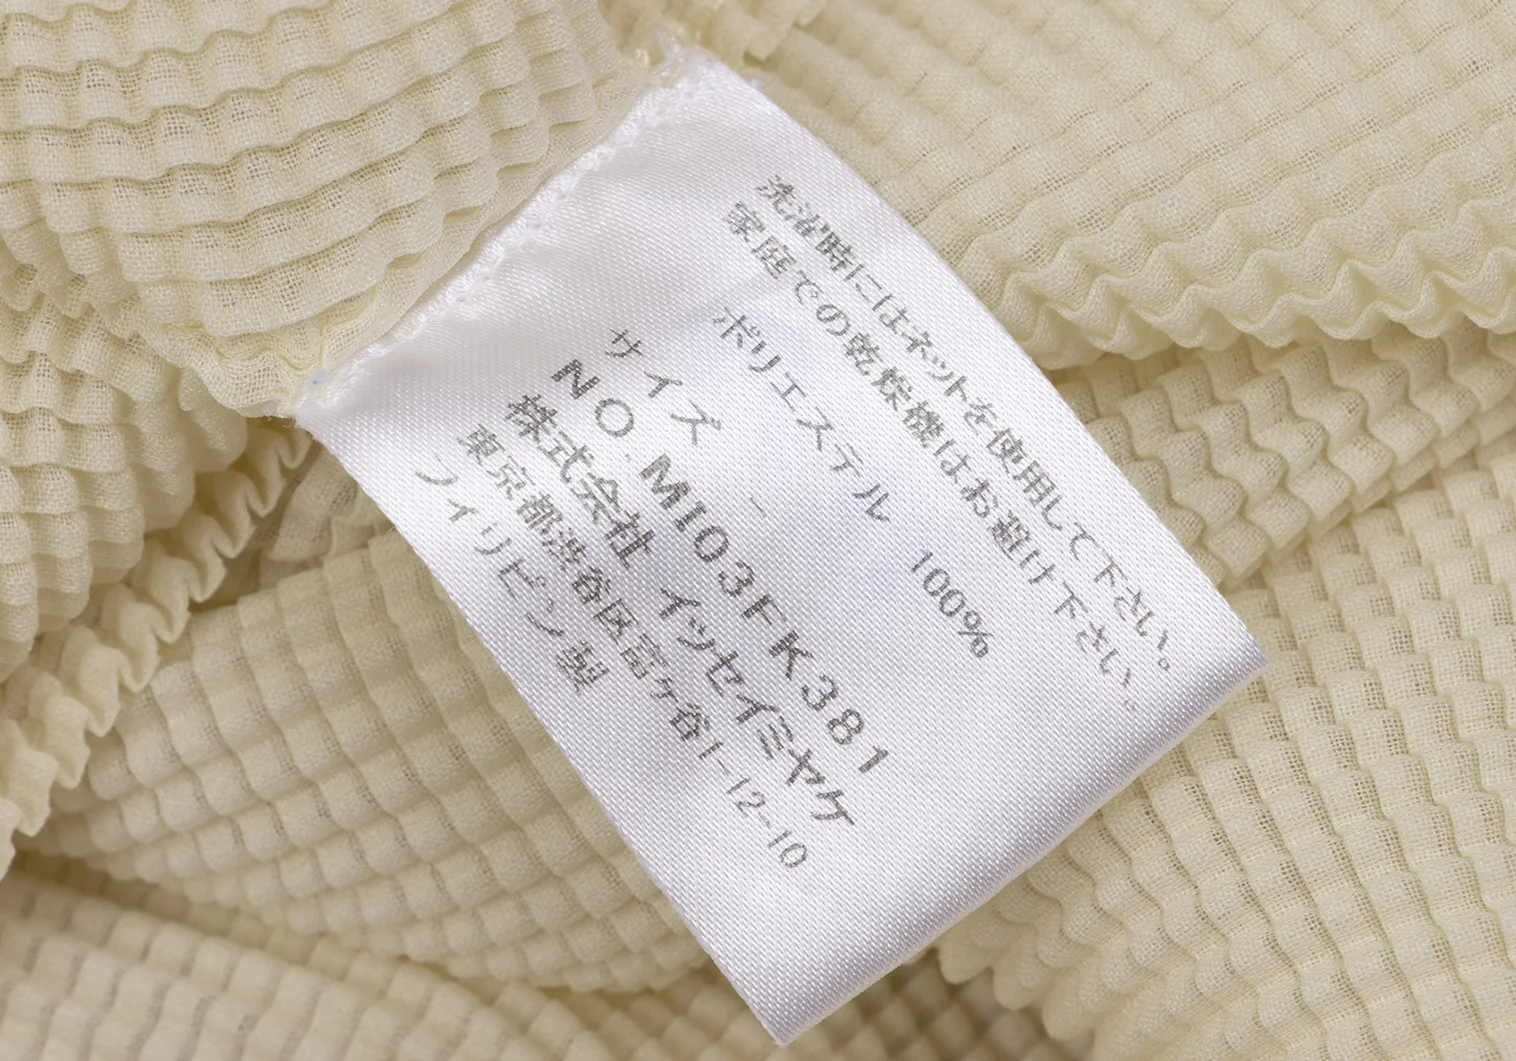 洗濯時にはネットを使用して下さい。
家庭での乾燥機はお避け下さい。
ポリエステル 100%
サイズ -
NO.MI03FK381
株式会社 イッセイミヤケ
東京都渋谷区富ヶ谷1-12-10
フィリピン製